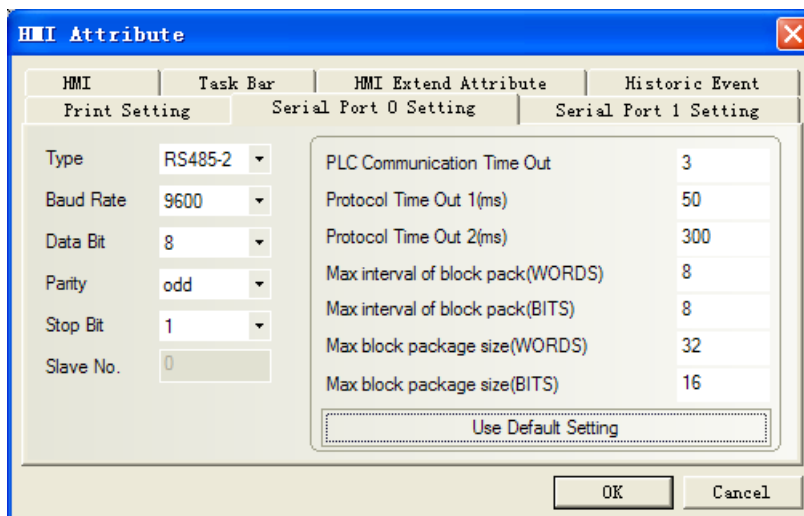 HMI Attribute
HMI
Task Bar
HMI Extend Attribute
Historic Event
Print Setting
Serial Port 0 Setting
Serial Port 1 Setting
Type RS485-2
Baud Rate 9600
Data Bit 8
Parity odd
Stop Bit 1
Slave No. 0
PLC Communication Time Out 3
Protocol Time Out 1(ms) 50
Protocol Time Out 2(ms) 300
Max interval of block pack(WORDS) 8
Max interval of block pack(BITS) 8
Max block package size(WORDS) 32
Max block package size(BITS) 16
Use Default Setting
OK
Cancel